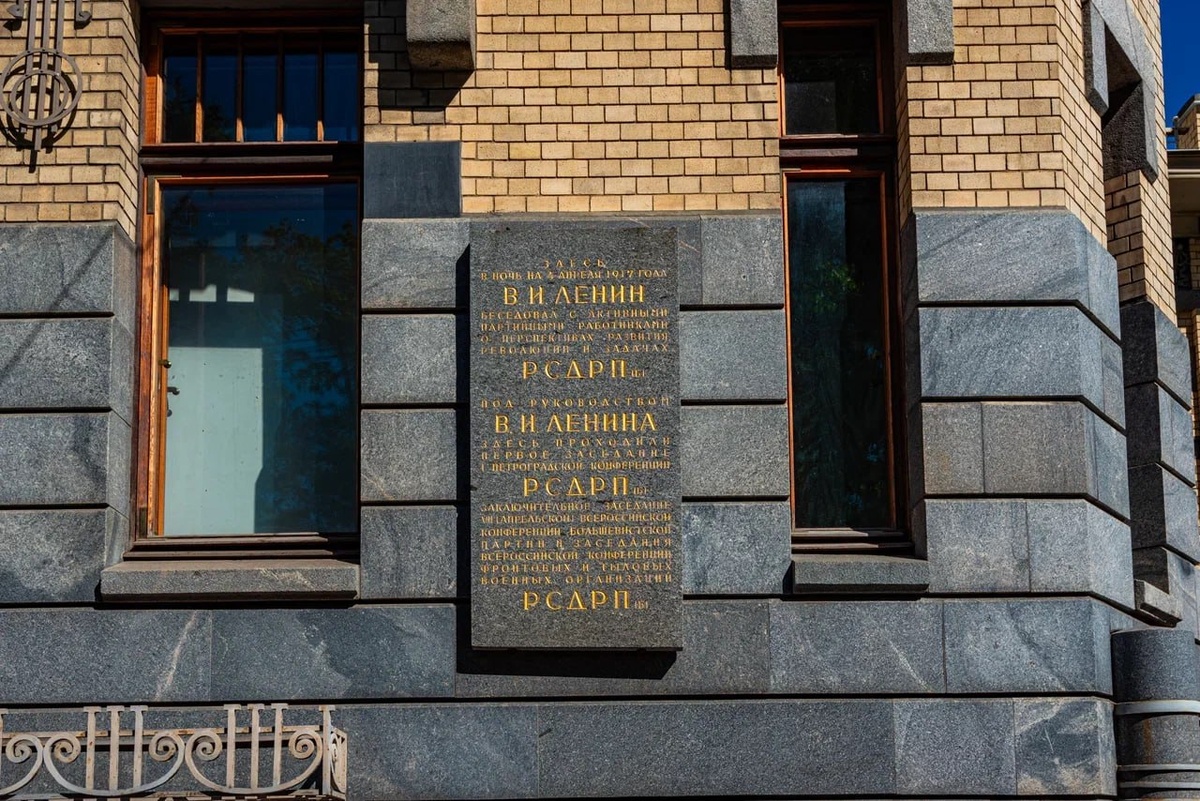 ЗДЕСЬ
В НОЧЬ НА 4 АПРЕЛЯ 1917 ГОДА
В. И. ЛЕНИН
БЕСЕДОВАЛ С АКТИВНЫМИ
ПАРТИЙНЫМИ РАБОТНИКАМИ
О ПЕРСПЕКТИВАХ РАЗВИТИЯ
РЕВОЛЮЦИИ И ЗАДАЧАХ
РСДРП(б)
ПОД РУКОВОДСТВОМ
В. И ЛЕНИНА
ЗДЕСЬ ПРОХОДИЛИ
ПЕРВОЕ ЗАСЕДАНИЕ
I ПЕТРОГРАДСКОЙ КОНФЕРЕНЦИИ
РСДРП(б)
ЗАКЛЮЧИТЕЛЬНОЕ ЗАСЕДАНИЕ
VII(АПРЕЛЬСКОЙ) ВСЕРОССИЙСКОЙ
КОНФЕРЕНЦИИ БОЛЬШЕВИСТСКОЙ
ПАРТИИ И ЗАСЕДАНИЯ
ВСЕРОССИЙСКОЙ КОНФЕРЕНЦИИ
ФРОНТОВЫХ И ТЫЛОВЫХ
ВОЕННЫХ ОРГАНИЗАЦИЙ
РСДРП(б)